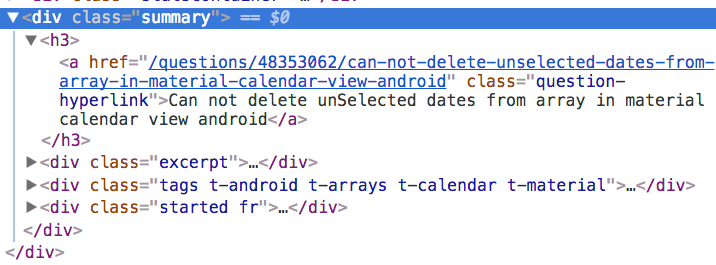 ▼<div class="summary"> == $0
▼<h3>
<a href="/questions/48353062/can-not-delete-unselected-dates-from-
array-in-material-calendar-view-android" class="question-
hyperlink">Can not delete unSelected dates from array in material
calendar view android</a>
</h3>
▶<div class="excerpt">…</div>
▶<div class="tags t-android t-arrays t-calendar t-material">…</div>
▶<div class="started fr">…</div>
</div>
</div>